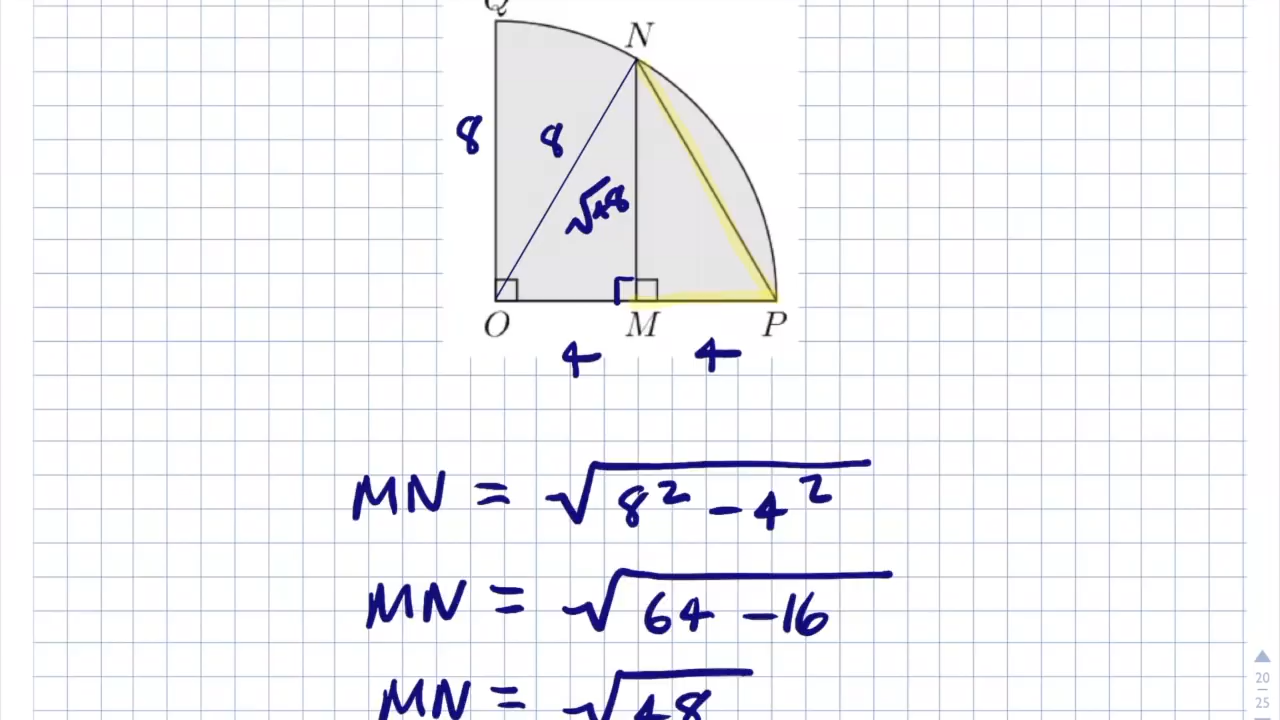 Q
N
8
8
√48
O
M
P
4
4
MN = √8² - 4²
MN = √64 - 16
MN = √48
20
25